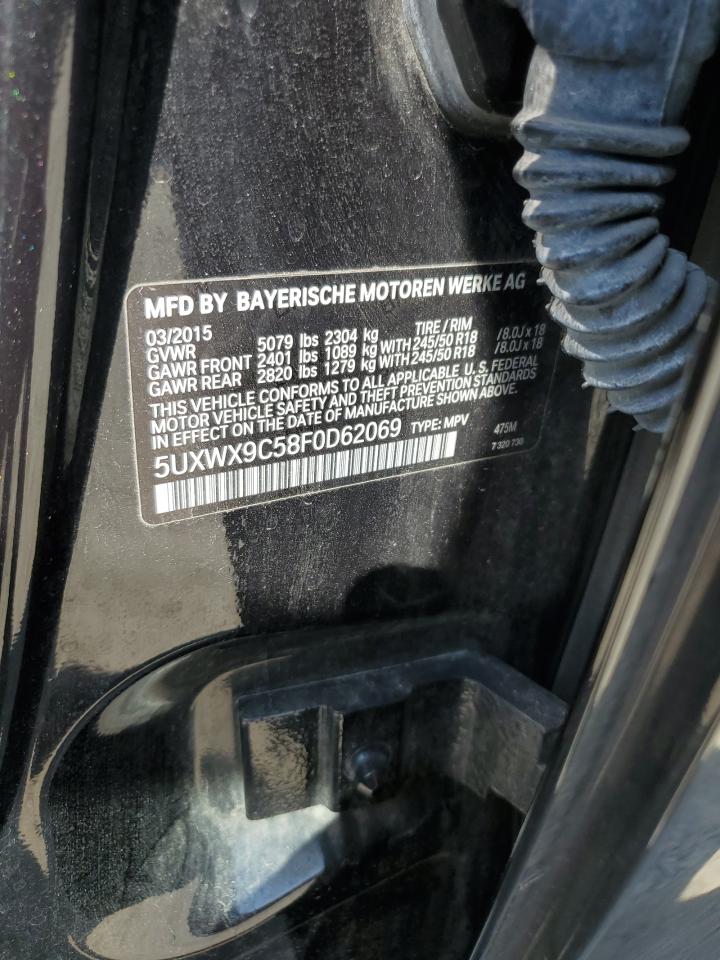 MFD BY BAYERISCHE MOTOREN WERKE AG
03/2015 TIRE / RIM
GVWR 5079 lbs 2304 kg
GAWR FRONT 2401 lbs 1089 kg WITH 245/50 R18 /8.0J x 18
GAWR REAR 2820 lbs 1279 kg WITH 245/50 R18 /8.0J x 18
THIS VEHICLE CONFORMS TO ALL APPLICABLE U. S. FEDERAL
MOTOR VEHICLE SAFETY AND THEFT PREVENTION STANDARDS
IN EFFECT ON THE DATE OF MANUFACTURE SHOWN ABOVE.
5UXWX9C58F0D62069 TYPE: MPV 475M
7 320 730